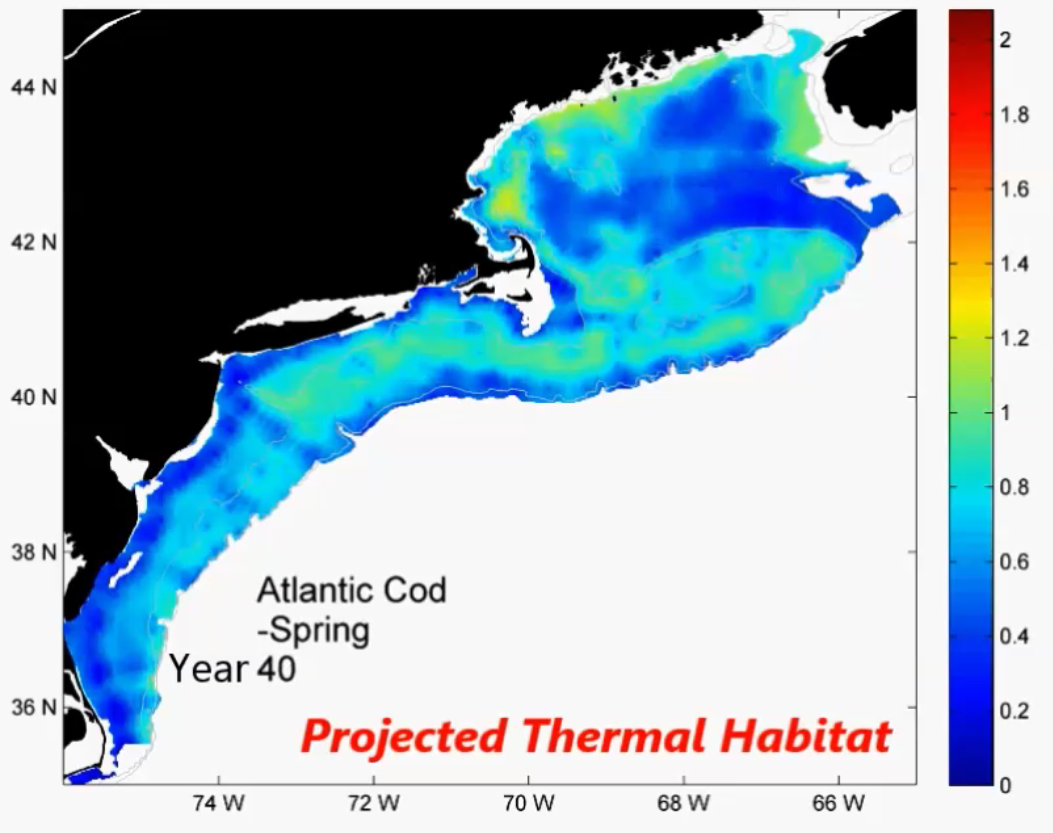 44 N
42 N
40 N
38 N
36 N
74 W
72 W
70 W
68 W
66 W
2
1.8
1.6
1.4
1.2
1
0.8
0.6
0.4
0.2
0
Atlantic Cod
-Spring
Year 40
Projected Thermal Habitat